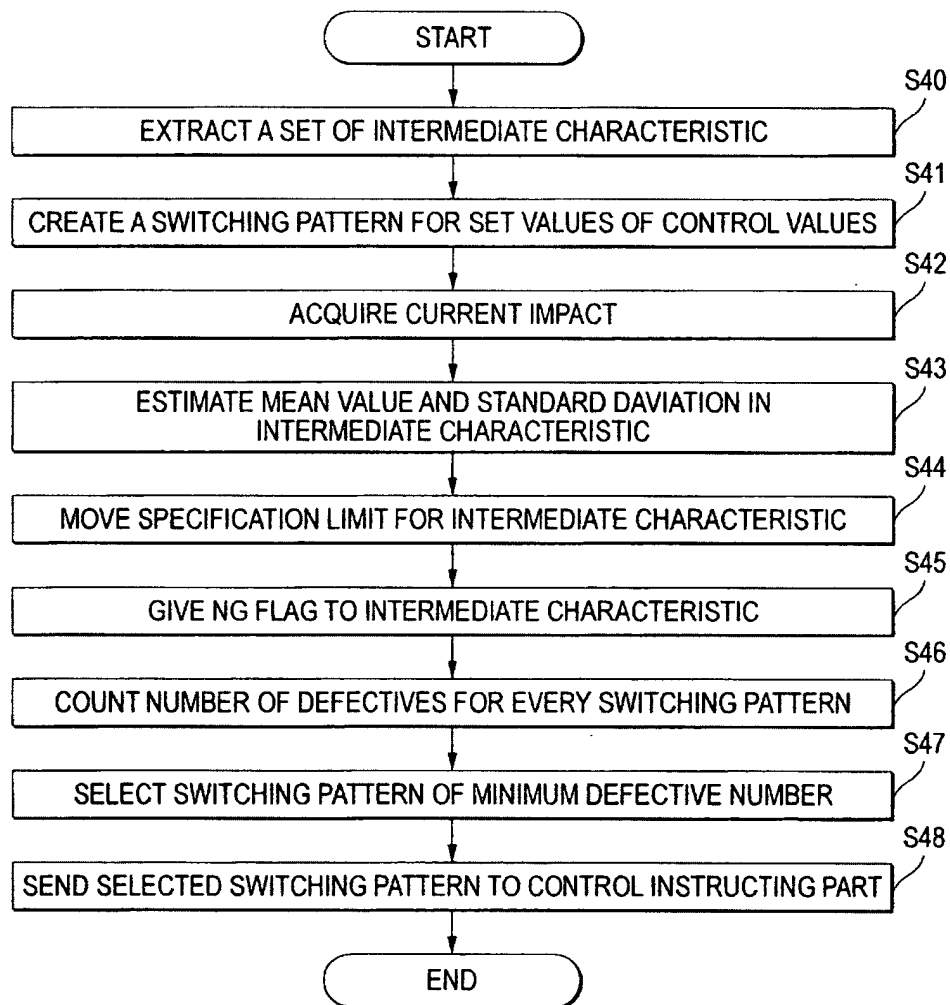 START
S40
EXTRACT A SET OF INTERMEDIATE CHARACTERISTIC
S41
CREATE A SWITCHING PATTERN FOR SET VALUES OF CONTROL VALUES
S42
ACQUIRE CURRENT IMPACT
S43
ESTIMATE MEAN VALUE AND STANDARD DAVIATION IN
INTERMEDIATE CHARACTERISTIC
S44
MOVE SPECIFICATION LIMIT FOR INTERMEDIATE CHARACTERISTIC
S45
GIVE NG FLAG TO INTERMEDIATE CHARACTERISTIC
S46
COUNT NUMBER OF DEFECTIVES FOR EVERY SWITCHING PATTERN
S47
SELECT SWITCHING PATTERN OF MINIMUM DEFECTIVE NUMBER
S48
SEND SELECTED SWITCHING PATTERN TO CONTROL INSTRUCTING PART
END